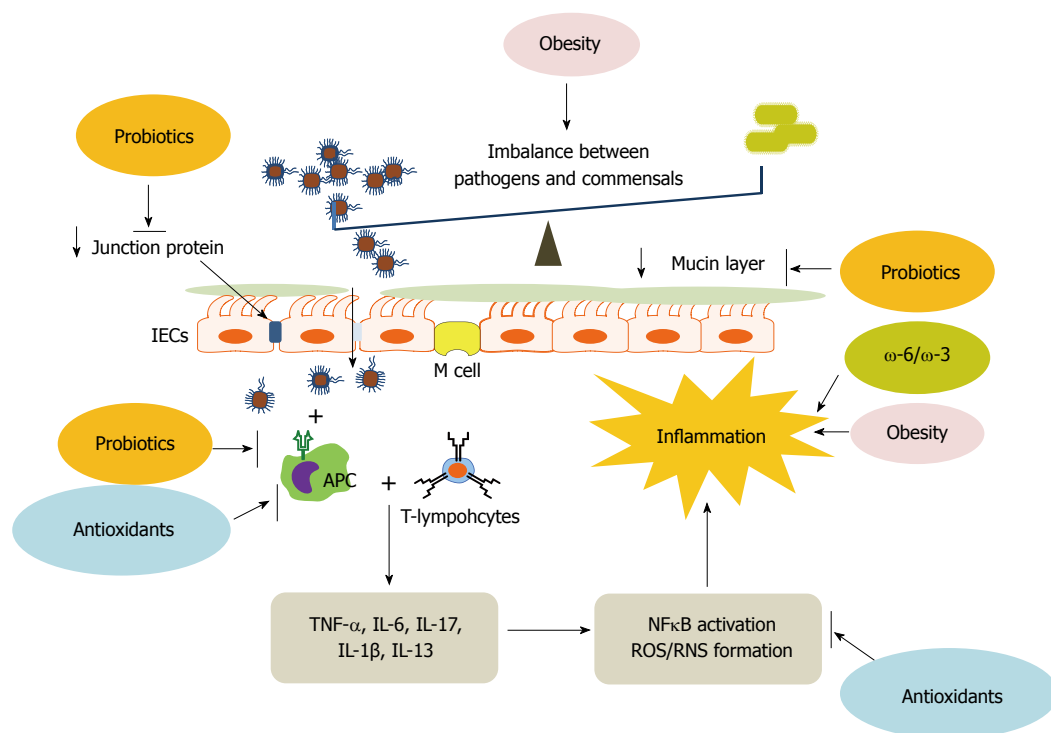 Obesity
Probiotics
Imbalance between
pathogens and commensals
Junction protein
Mucin layer
Probiotics
IECs
M cell
ω-6/ω-3
Inflammation
Obesity
Probiotics
+
APC
+
T-lympohcytes
Antioxidants
TNF-α, IL-6, IL-17,
IL-1β, IL-13
NFκB activation
ROS/RNS formation
Antioxidants